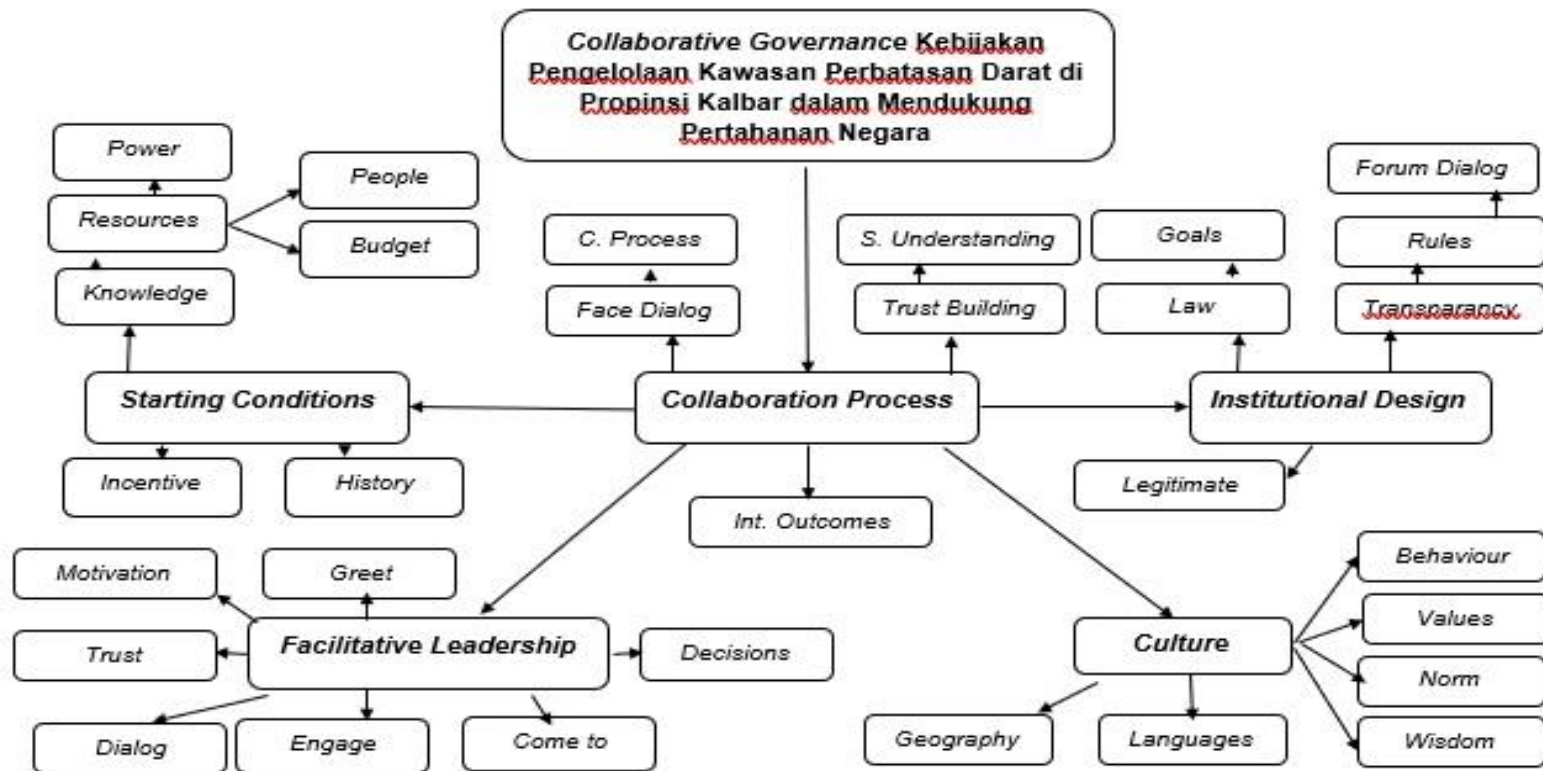 Collaborative Governance Kebijakan
Pengelolaan Kawasan Perbatasan Darat di
Propinsi Kalbar dalam Mendukung
Pertahanan Negara
Power
People
Forum Dialog
Resources
C. Process
S. Understanding
Goals
Rules
Budget
Knowledge
Face Dialog
Trust Building
Law
Transparancy
Starting Conditions
Collaboration Process
Institutional Design
Incentive
History
Legitimate
Int. Outcomes
Motivation
Greet
Behaviour
Values
Facilitative Leadership
Decisions
Culture
Trust
Norm
Dialog
Engage
Come to
Geography
Languages
Wisdom